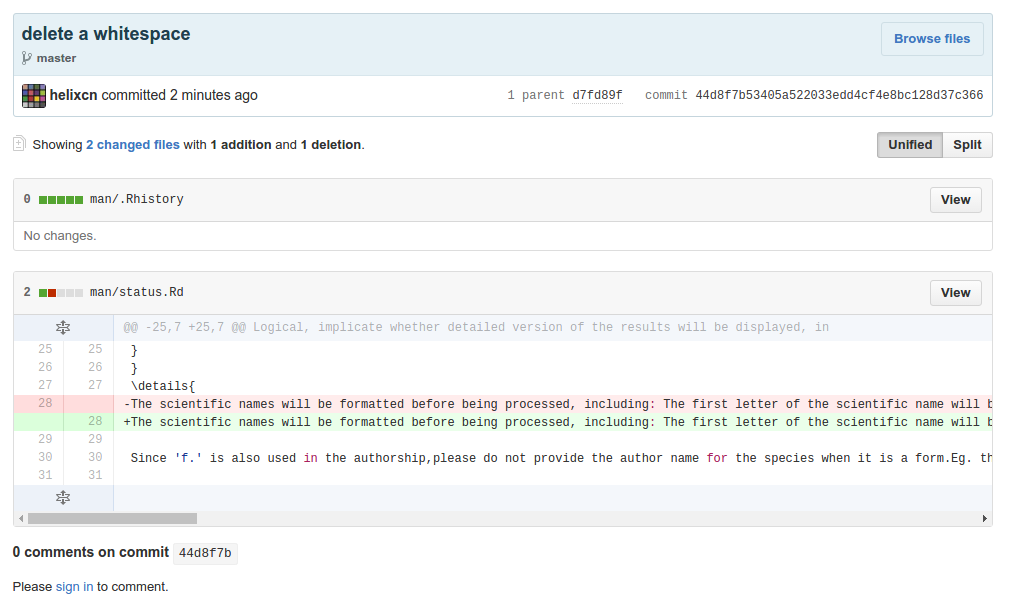 delete a whitespace
Browse files
master
helixcn committed 2 minutes ago 1 parent d7fd89f commit 44d8f7b53405a522033edd4cf4e8bc128d37c366
Showing 2 changed files with 1 addition and 1 deletion.
Unified Split
0 man/.Rhistory View
No changes.
2 man/status.Rd View
@@ -25,7 +25,7 @@ Logical, implicate whether detailed version of the results will be displayed, in
25 25 }
26 26 }
27 27 \details{
28 -The scientific names will be formatted before being processed, including: The first letter of the scientific name will b
28 +The scientific names will be formatted before being processed, including: The first letter of the scientific name will b
29 29
30 30 Since 'f.' is also used in the authorship,please do not provide the author name for the species when it is a form.Eg. th
31 31
0 comments on commit 44d8f7b
Please sign in to comment.